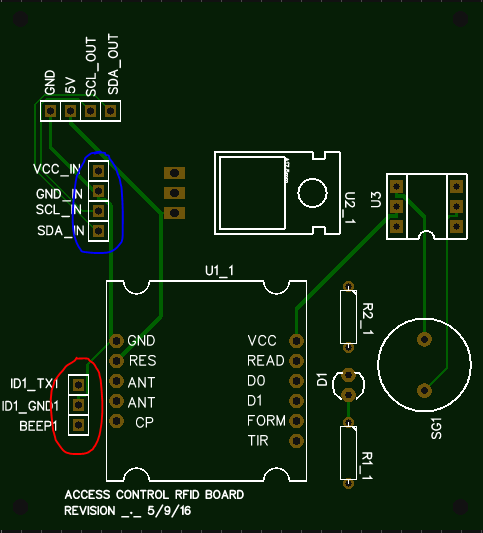 GND
5V
SCL_OUT
SDA_OUT
VCC_IN
GND_IN
SCL_IN
SDA_IN
U2_1
U3
U1_1
GND
RES
ANT
ANT
CP
VCC
READ
D0
D1
FORM
TIR
R2_1
D1
R1_1
SG1
ID1_TX1
ID1_GND1
BEEP1
ACCESS CONTROL RFID BOARD
REVISION _._ 5/9/16